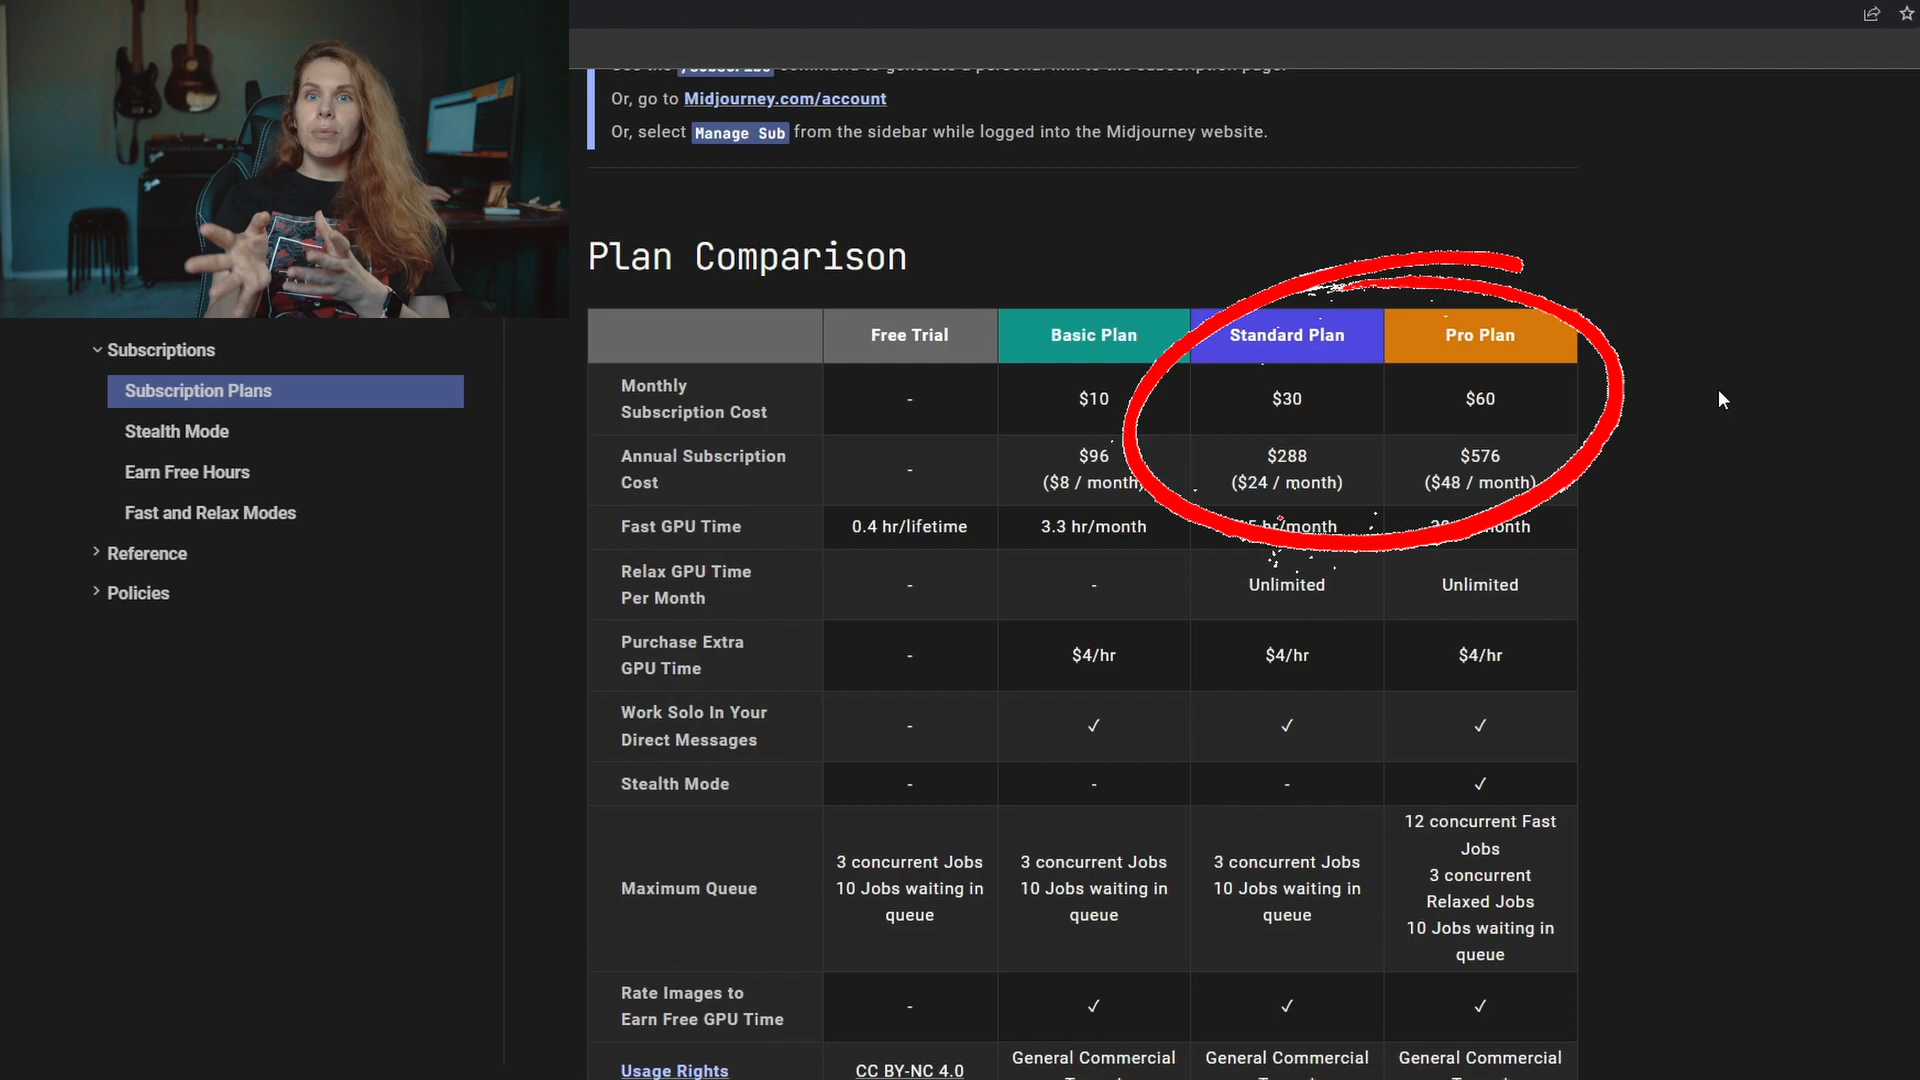 Or, go to Midjourney.com/account
Or, select Manage Sub from the sidebar while logged into the Midjourney website.
Plan Comparison
Subscriptions
Subscription Plans
Stealth Mode
Earn Free Hours
Fast and Relax Modes
Reference
Policies
Free Trial Basic Plan Standard Plan Pro Plan
Monthly
Subscription Cost - $10 $30 $60
Annual Subscription
Cost - $96 $288 $576
($8 / month) ($24 / month) ($48 / month)
Fast GPU Time 0.4 hr/lifetime 3.3 hr/month hr/month
Relax GPU Time
Per Month - - Unlimited Unlimited
Purchase Extra
GPU Time - $4/hr $4/hr $4/hr
Work Solo In Your
Direct Messages - ✓ ✓ ✓
Stealth Mode - - - ✓
Maximum Queue
3 concurrent Jobs
10 Jobs waiting in
queue
3 concurrent Jobs
10 Jobs waiting in
queue
3 concurrent Jobs
10 Jobs waiting in
queue
12 concurrent Fast
Jobs
3 concurrent
Relaxed Jobs
10 Jobs waiting in
queue
Rate Images to
Earn Free GPU Time - ✓ ✓ ✓
Usage Rights CC BY-NC 4.0 General Commercial General Commercial General Commercial